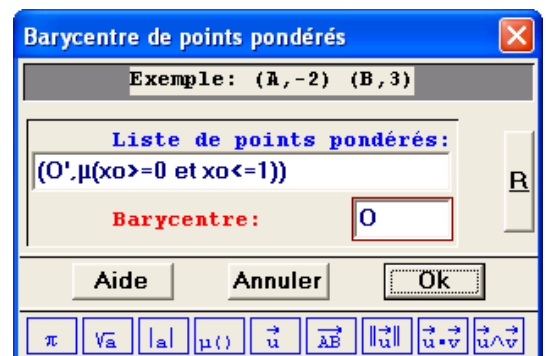 Barycentre de points pondérés
Exemple: (A,-2) (B,3)
Liste de points pondérés:
(O',µ(xo>=0 et xo<=1))
R
Barycentre: O
Aide Annuler Ok
π √a |a| µ() u⃗ AB⃗ ‖u⃗‖ u⃗•v⃗ u⃗∧v⃗